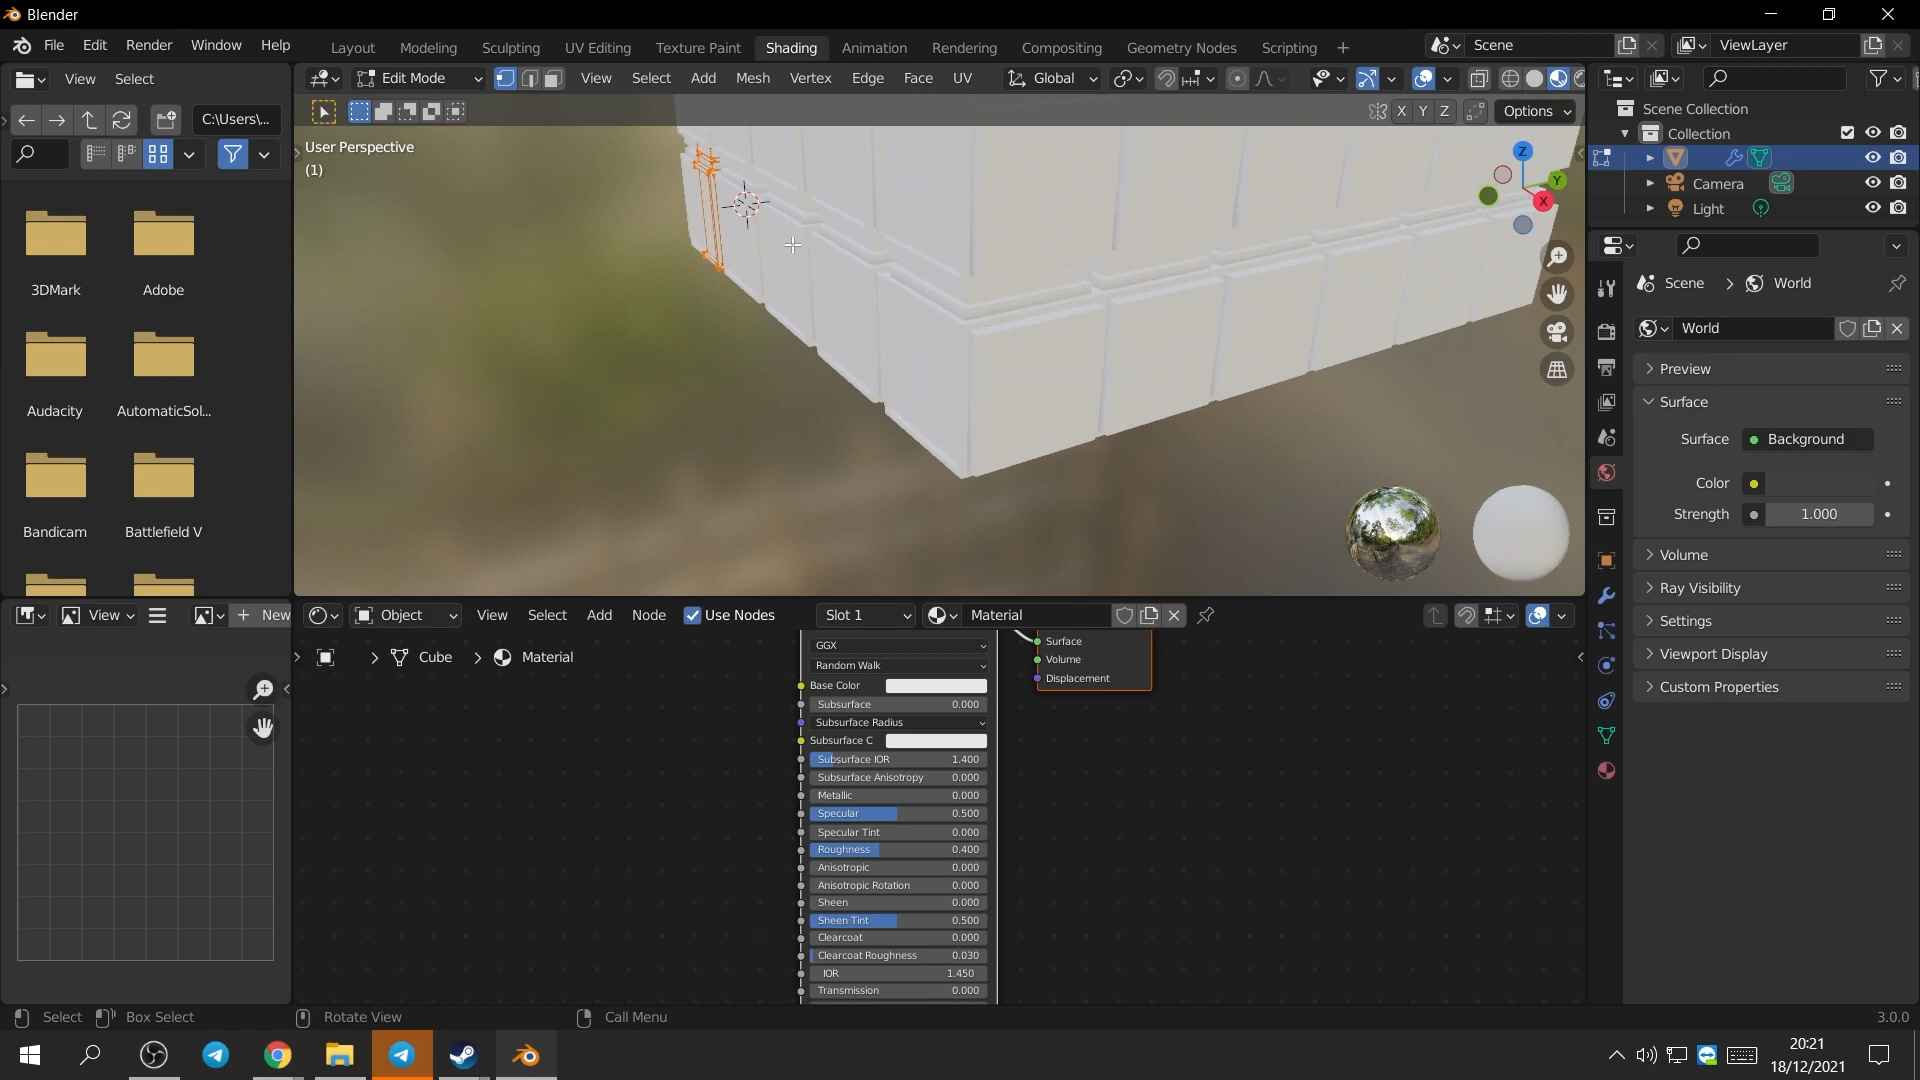 Blender
File Edit Render Window Help
Layout Modeling Sculpting UV Editing Texture Paint Shading Animation Rendering Compositing Geometry Nodes Scripting
Scene ViewLayer
View Select
Edit Mode View Select Add Mesh Vertex Edge Face UV Global
C:\Users\...
X Y Z Options
Scene Collection
Collection
Camera
Light
User Perspective
(1)
Z
Y
X
3DMark Adobe
Audacity AutomaticSol...
Bandicam Battlefield V
Scene World
World
Preview
Surface
Surface Background
Color
Strength 1.000
Volume
Ray Visibility
Settings
Viewport Display
Custom Properties
View New
Object View Select Add Node Use Nodes Slot 1 Material
Cube Material
GGX
Random Walk
Base Color
Subsurface 0.000
Subsurface Radius
Subsurface C
Subsurface IOR 1.400
Subsurface Anisotropy 0.000
Metallic 0.000
Specular 0.500
Specular Tint 0.000
Roughness 0.400
Anisotropic 0.000
Anisotropic Rotation 0.000
Sheen 0.000
Sheen Tint 0.500
Clearcoat 0.000
Clearcoat Roughness 0.030
IOR 1.450
Transmission 0.000
Surface
Volume
Displacement
Select Box Select Rotate View Call Menu 3.0.0
20:21
18/12/2021